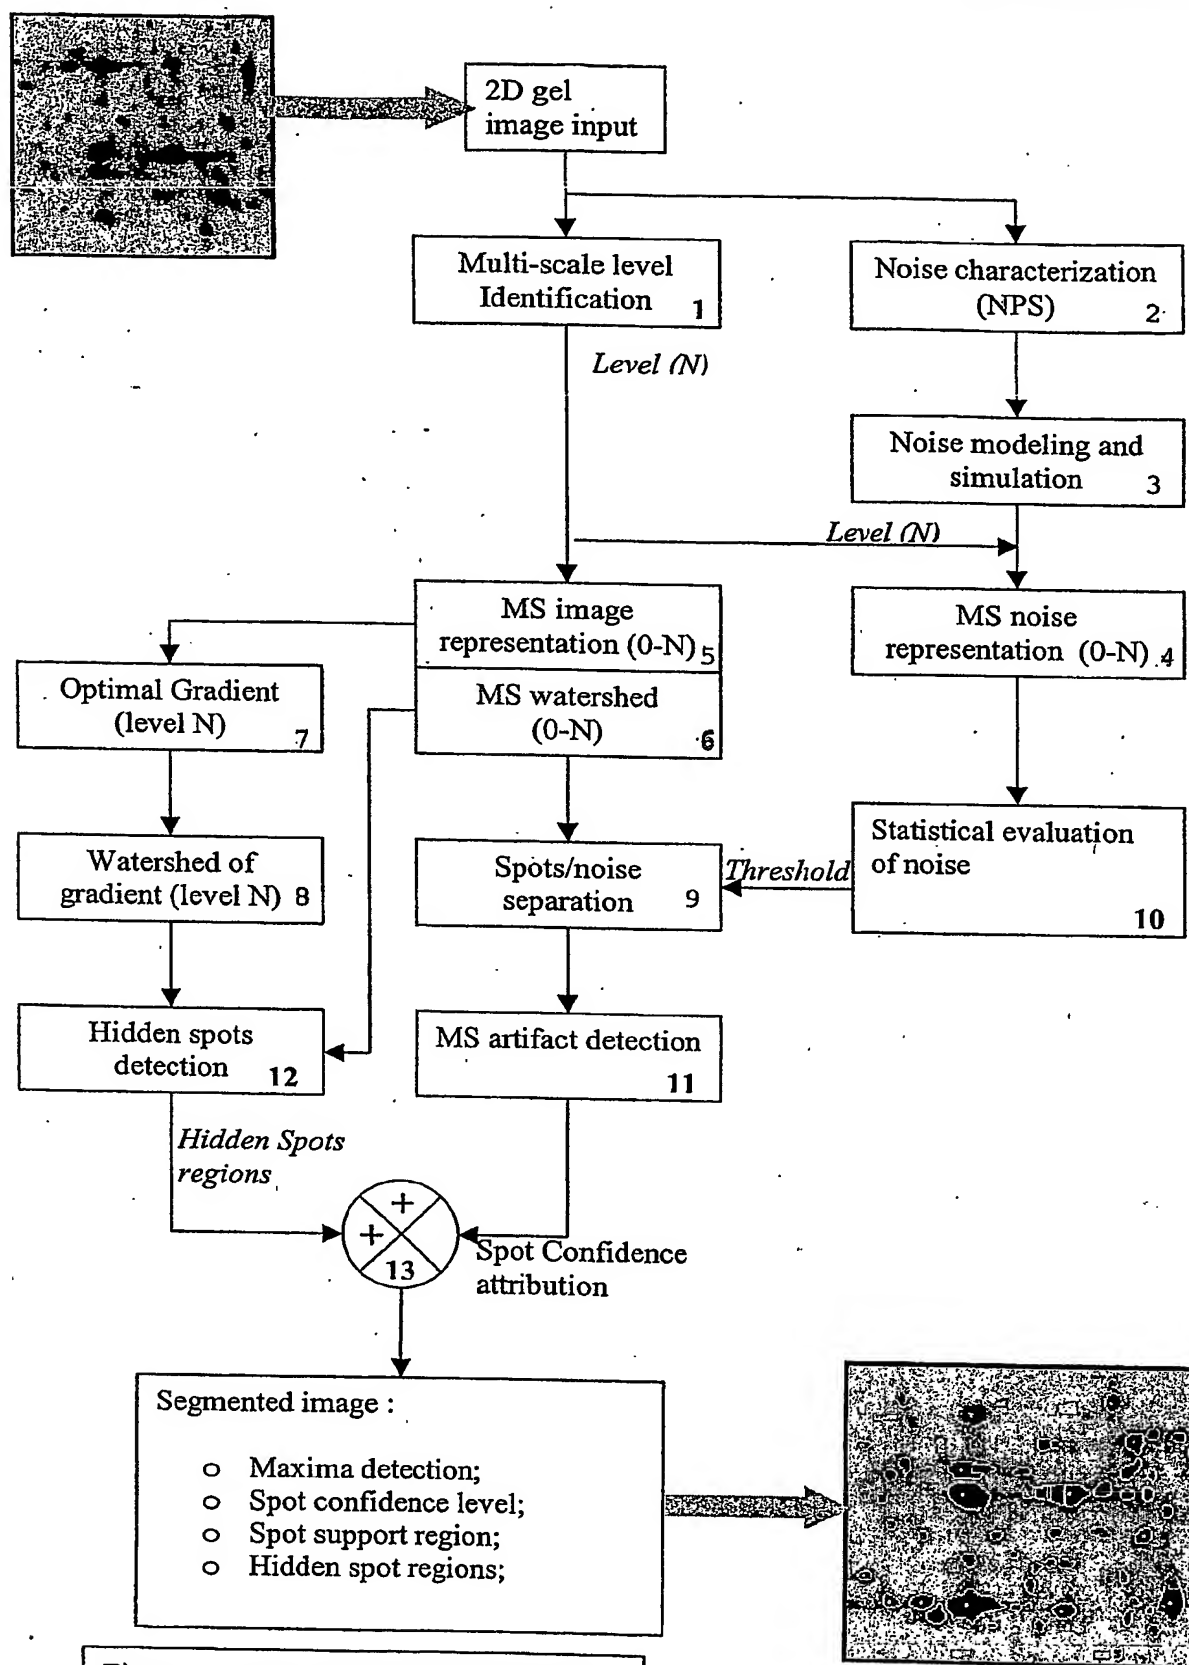 2D gel
image input
Multi-scale level
Identification 1
Noise characterization
(NPS) 2
Level (N)
Noise modeling and
simulation 3
Level (N)
MS image
representation (0-N) 5
MS noise
representation (0-N) 4
Optimal Gradient
(level N) 7
MS watershed
(0-N) 6
Watershed of
gradient (level N) 8
Spots/noise
separation 9
Threshold
Statistical evaluation
of noise
10
Hidden spots
detection 12
MS artifact detection
11
Hidden Spots
regions
+
+
13
Spot Confidence
attribution
Segmented image :
o Maxima detection;
o Spot confidence level;
o Spot support region;
o Hidden spot regions;